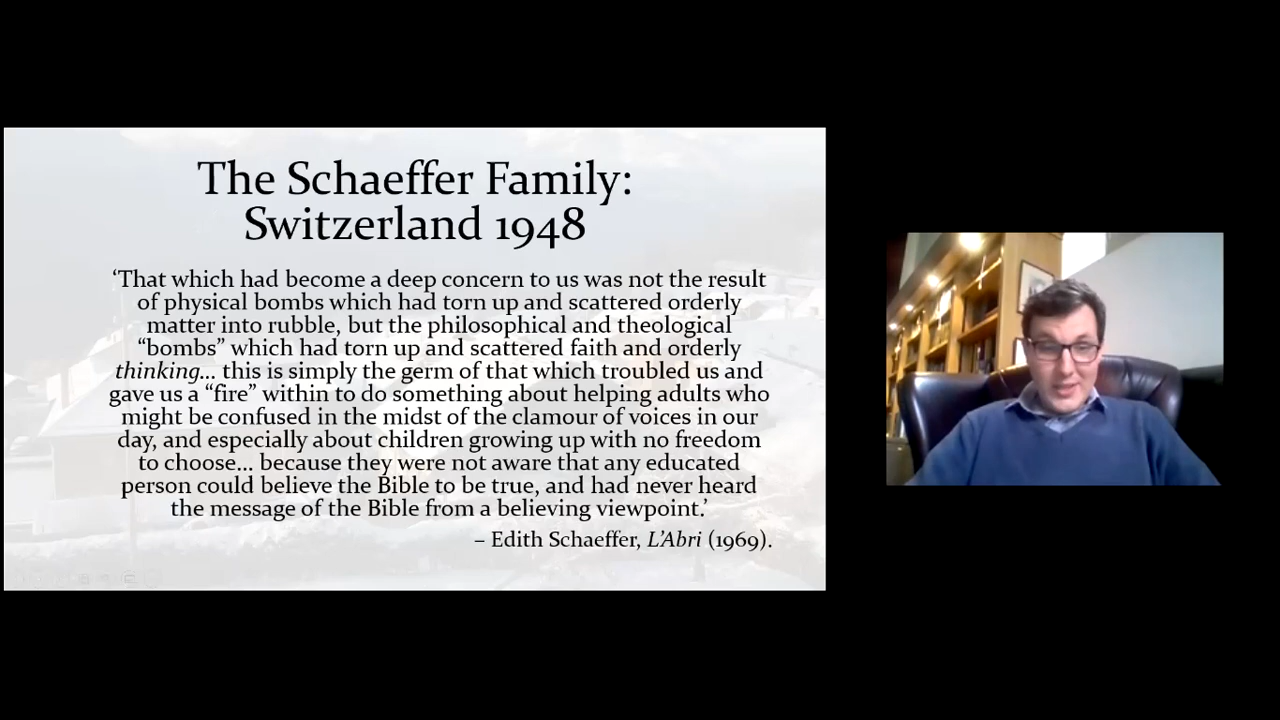 The Schaeffer Family:
Switzerland 1948
‘That which had become a deep concern to us was not the result
of physical bombs which had torn up and scattered orderly
matter into rubble, but the philosophical and theological
“bombs” which had torn up and scattered faith and orderly
thinking… this is simply the germ of that which troubled us and
gave us a “fire” within to do something about helping adults who
might be confused in the midst of the clamour of voices in our
day, and especially about children growing up with no freedom
to choose… because they were not aware that any educated
person could believe the Bible to be true, and had never heard
the message of the Bible from a believing viewpoint.’
– Edith Schaeffer, L’Abri (1969).